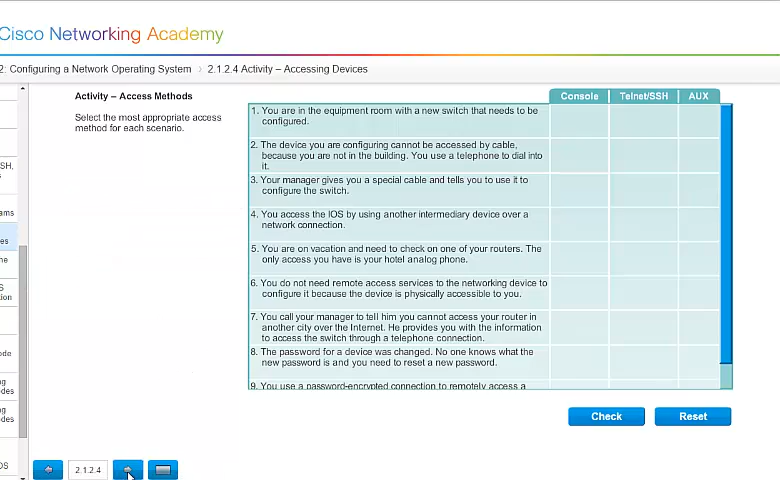 Cisco Networking Academy
2: Configuring a Network Operating System › 2.1.2.4 Activity – Accessing Devices
Activity – Access Methods
Select the most appropriate access
method for each scenario.
Console Telnet/SSH AUX
1. You are in the equipment room with a new switch that needs to be
configured.
2. The device you are configuring cannot be accessed by cable,
because you are not in the building. You use a telephone to dial into
it.
3. Your manager gives you a special cable and tells you to use it to
configure the switch.
4. You access the IOS by using another intermediary device over a
network connection.
5. You are on vacation and need to check on one of your routers. The
only access you have is your hotel analog phone.
6. You do not need remote access services to the networking device to
configure it because the device is physically accessible to you.
7. You call your manager to tell him you cannot access your router in
another city over the Internet. He provides you with the information
to access the switch through a telephone connection.
8. The password for a device was changed. No one knows what the
new password is and you need to reset a new password.
9. You use a password-encrypted connection to remotely access a
Check Reset
SH,
s
ams
es
ne
S
ion
ode
ng
odes
ng
odes
OS
2.1.2.4